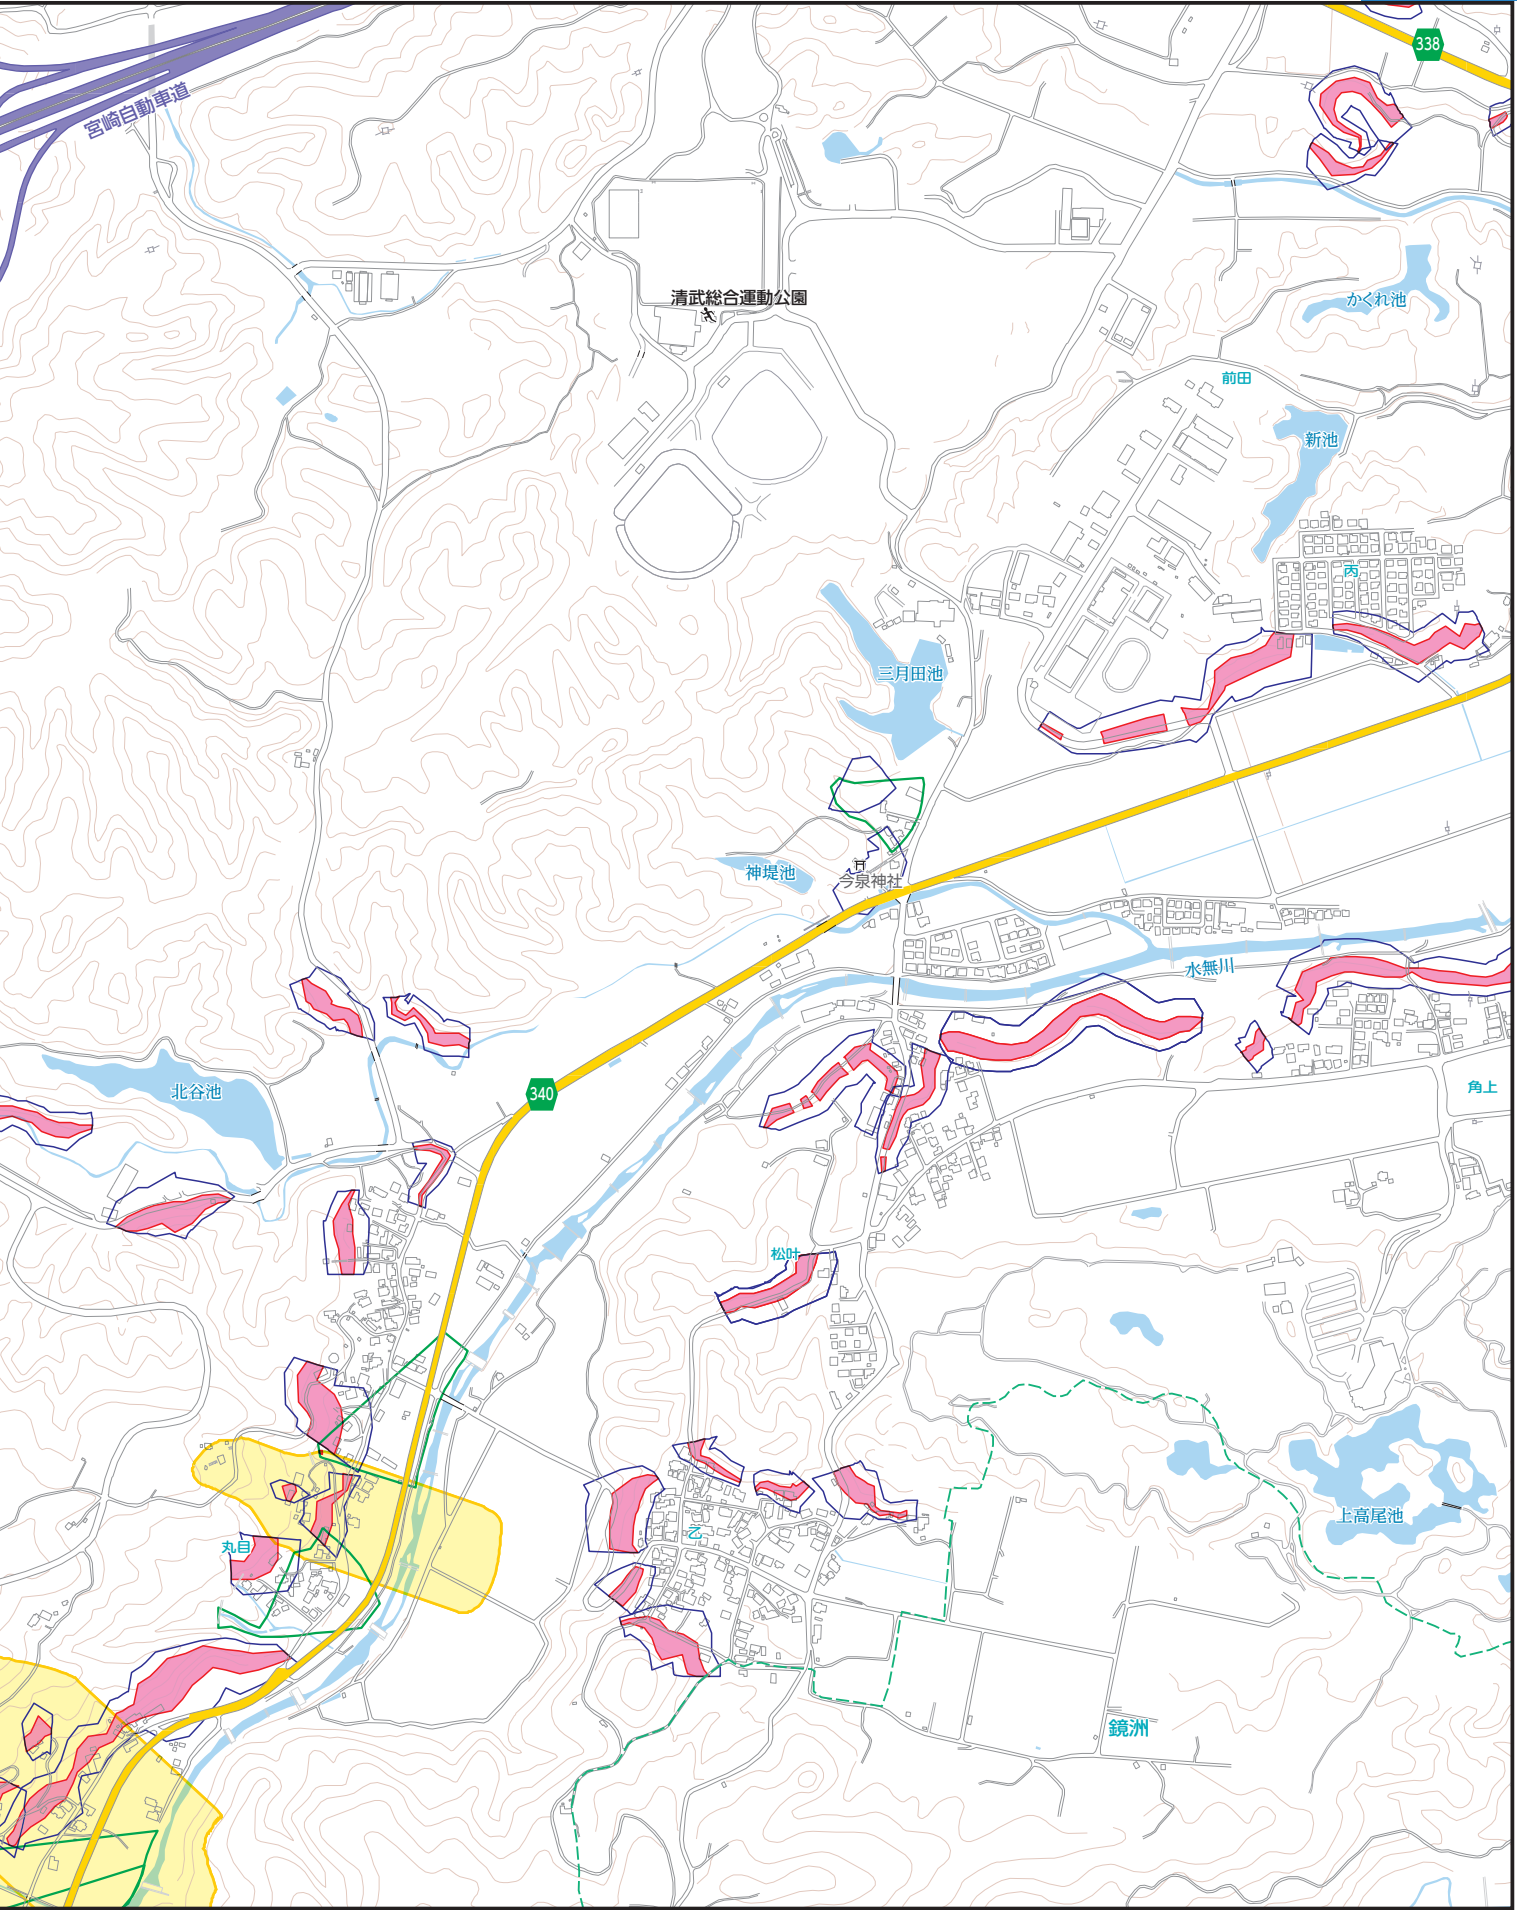 338
宮崎自動車道
清武総合運動公園
かくれ池
前田
新池
丙
三月田池
神堤池
今泉神社
水無川
北谷池
340
角上
松叶
上高尾池
乙
丸目
鏡洲